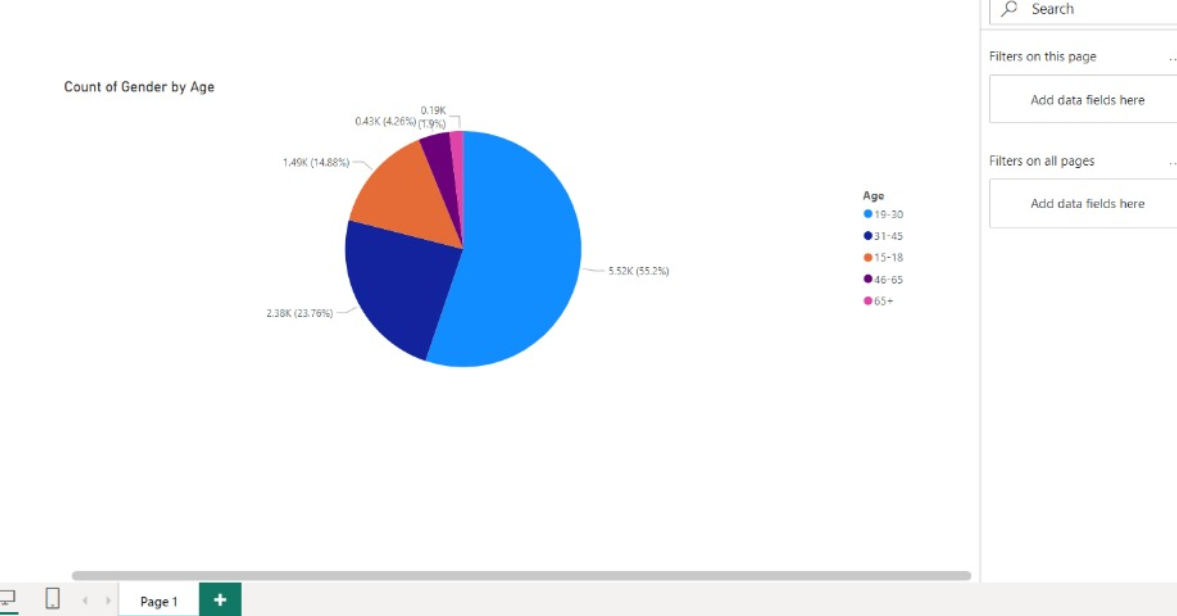 Search
Filters on this page
Add data fields here
Filters on all pages
Add data fields here
Count of Gender by Age
0.19K
(1.9%)
0.43K (4.26%)
1.49K (14.88%)
2.38K (23.76%)
5.52K (55.2%)
Age
19-30
31-45
15-18
46-65
65+
Page 1